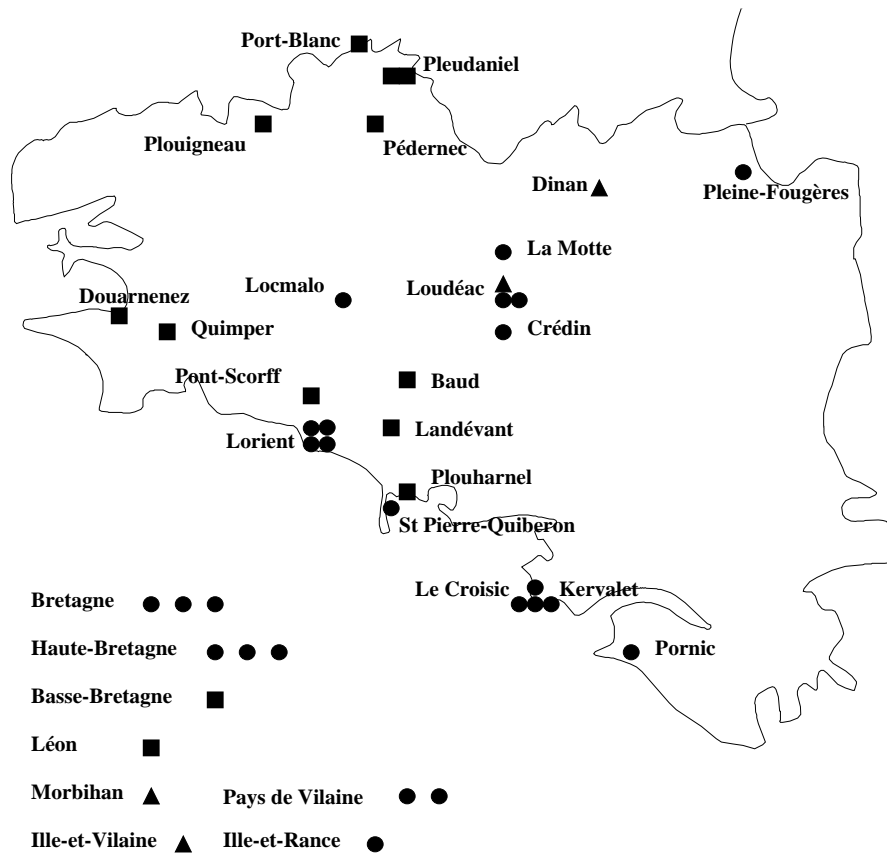 Port-Blanc
Pleudaniel
Plouigneau
Pédernec
Dinan
Pleine-Fougères
La Motte
Locmalo
Loudéac
Douarnenez
Quimper
Crédin
Pont-Scorff
Baud
Lorient
Landévant
Plouharnel
St Pierre-Quiberon
Le Croisic
Kervalet
Pornic
Bretagne
Haute-Bretagne
Basse-Bretagne
Léon
Morbihan
Pays de Vilaine
Ille-et-Vilaine
Ille-et-Rance